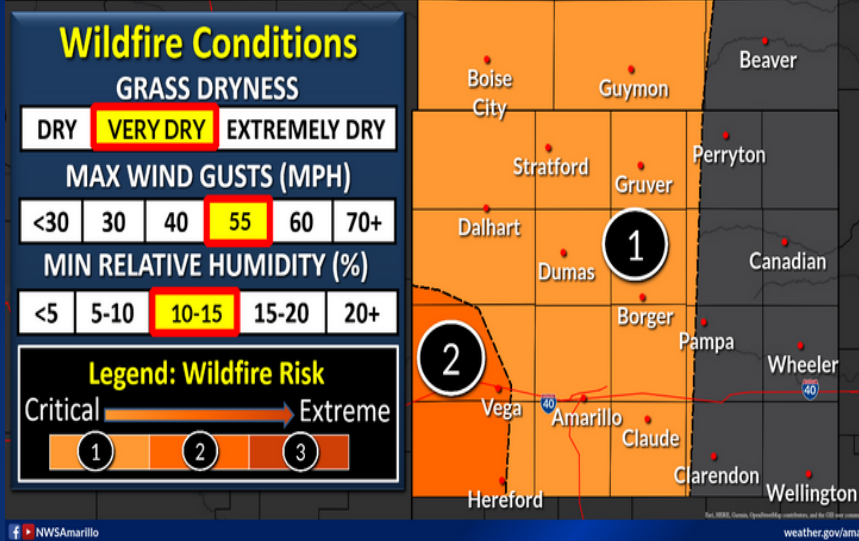 Wildfire Conditions
GRASS DRYNESS
DRY VERY DRY EXTREMELY DRY
MAX WIND GUSTS (MPH)
<30 30 40 55 60 70+
MIN RELATIVE HUMIDITY (%)
<5 5-10 10-15 15-20 20+
Legend: Wildfire Risk
Critical Extreme
1 2 3
Boise
City
Guymon
Beaver
Stratford
Gruver
Perryton
Dalhart
Dumas
1
Canadian
Borger
Pampa
2
Wheeler
40
Vega
40
Amarillo
Claude
Clarendon
Hereford
Wellington
NWSAmarillo
weather.gov/ama